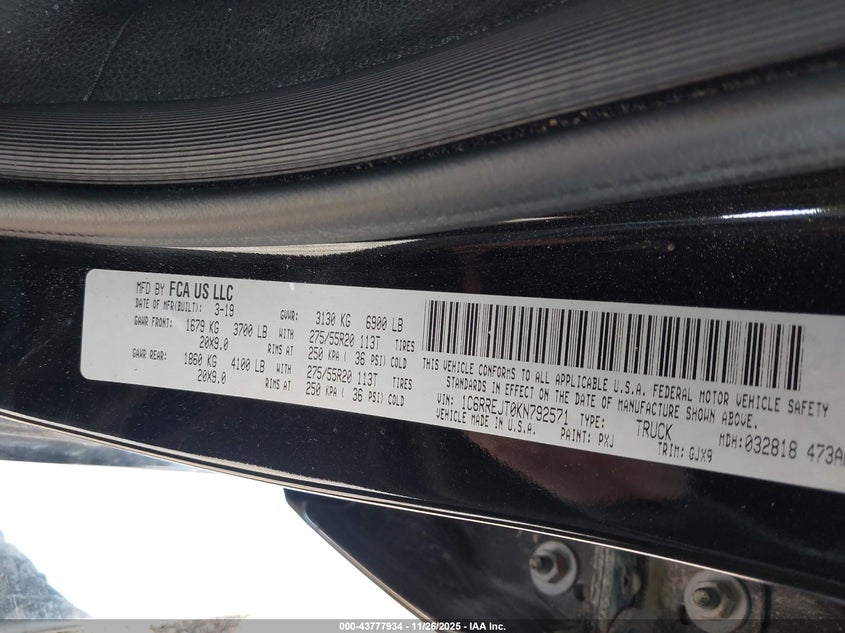 MFD BY FCA US LLC
DATE OF MFR(BUILT): 3-19 GVWR: 3130 KG 6900 LB
GAWR FRONT: 1679 KG 3700 LB WITH 275/55R20 113T TIRES
20X9.0 RIMS AT 250 KPA ( 36 PSI) COLD
GAWR REAR: 1860 KG 4100 LB WITH 275/55R20 113T TIRES
20X9.0 RIMS AT 250 KPA ( 36 PSI) COLD
THIS VEHICLE CONFORMS TO ALL APPLICABLE U.S.A. FEDERAL MOTOR VEHICLE SAFETY
STANDARDS IN EFFECT ON THE DATE OF MANUFACTURE SHOWN ABOVE.
VIN: 1C6RREJT0KN792571 TYPE: TRUCK MDH:032818 473A
VEHICLE MADE IN U.S.A. PAINT: PXJ TRIM: GJX9
000-43777934 - 11/26/2025 - IAA Inc.